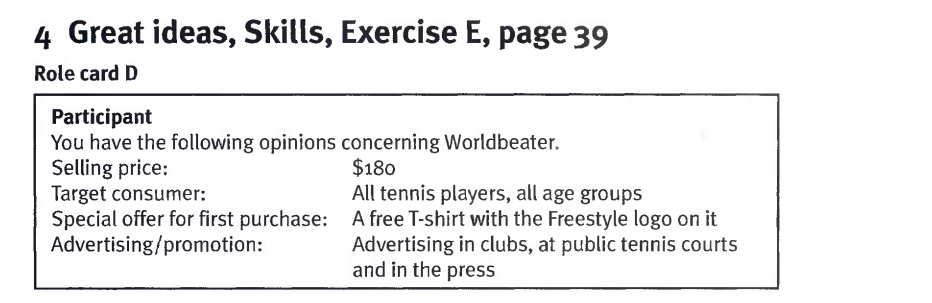 4 Great ideas, Skills, Exercise E, page 39
Role card D
Participant
You have the following opinions concerning Worldbeater.
Selling price: $180
Target consumer: All tennis players, all age groups
Special offer for first purchase: A free T-shirt with the Freestyle logo on it
Advertising/promotion: Advertising in clubs, at public tennis courts
and in the press